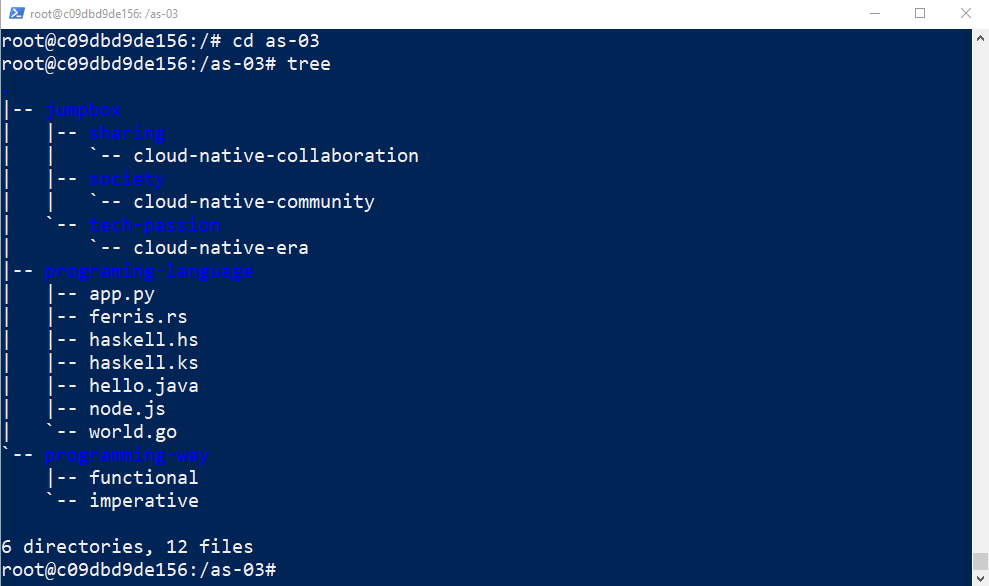 root@c09dbd9de156: /as-03
root@c09dbd9de156:/# cd as-03
root@c09dbd9de156:/as-03# tree
.
|-- jumpbox
|   |-- sharing
|   |   `-- cloud-native-collaboration
|   |-- society
|   |   `-- cloud-native-community
|   `-- tech-passion
|       `-- cloud-native-era
|-- programing-language
|   |-- app.py
|   |-- ferris.rs
|   |-- haskell.hs
|   |-- haskell.ks
|   |-- hello.java
|   |-- node.js
|   `-- world.go
`-- programming-way
    |-- functional
    `-- imperative
6 directories, 12 files
root@c09dbd9de156:/as-03#